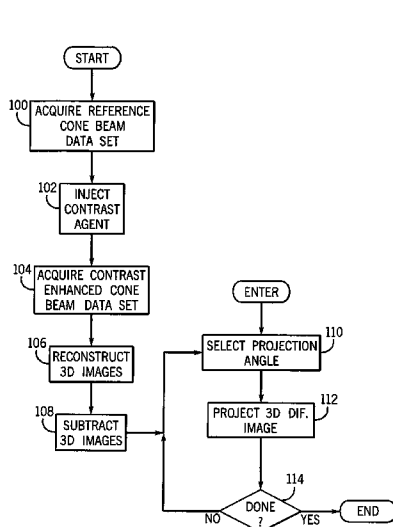 START
100
ACQUIRE REFERENCE
CONE BEAM
DATA SET
102
INJECT
CONTRAST
AGENT
104
ACQUIRE CONTRAST
ENHANCED CONE
BEAM DATA SET
106
RECONSTRUCT
3D IMAGES
108
SUBTRACT
3D IMAGES
ENTER
110
SELECT PROJECTION
ANGLE
112
PROJECT 3D DIF.
IMAGE
114
DONE
?
NO
YES
END